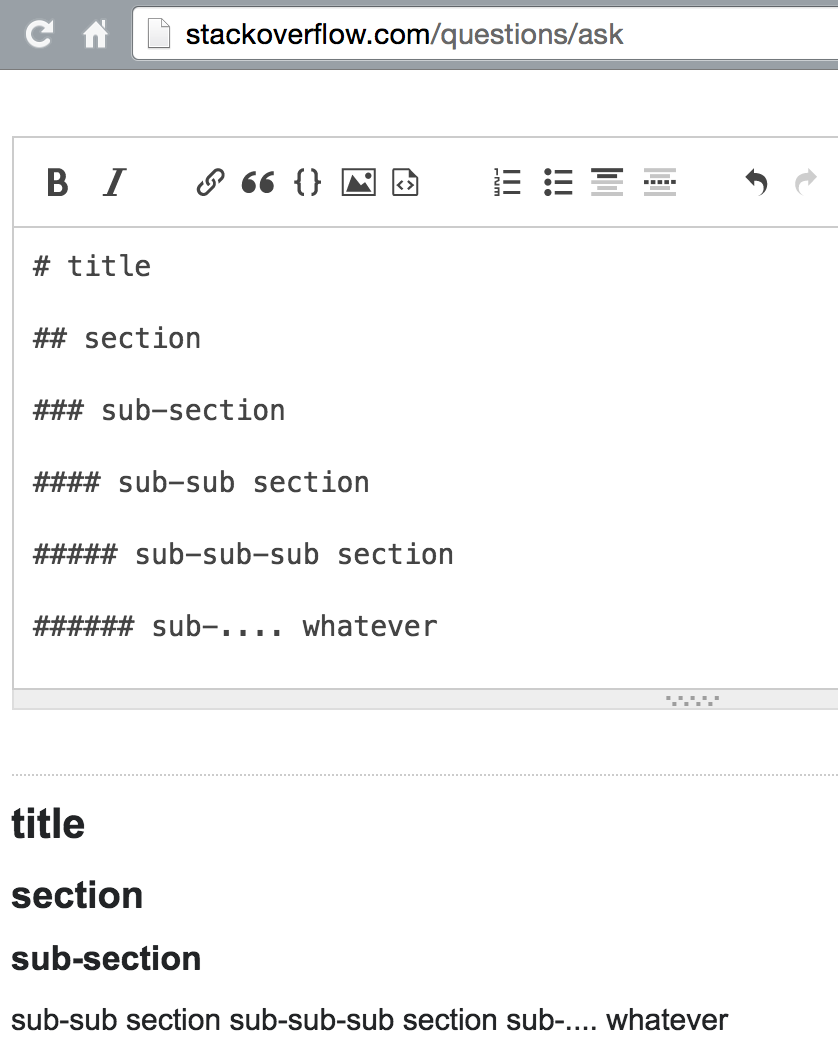 stackoverflow.com/questions/ask
# title
## section
### sub-section
#### sub-sub section
##### sub-sub-sub section
###### sub-.... whatever
title
section
sub-section
sub-sub section sub-sub-sub section sub-.... whatever